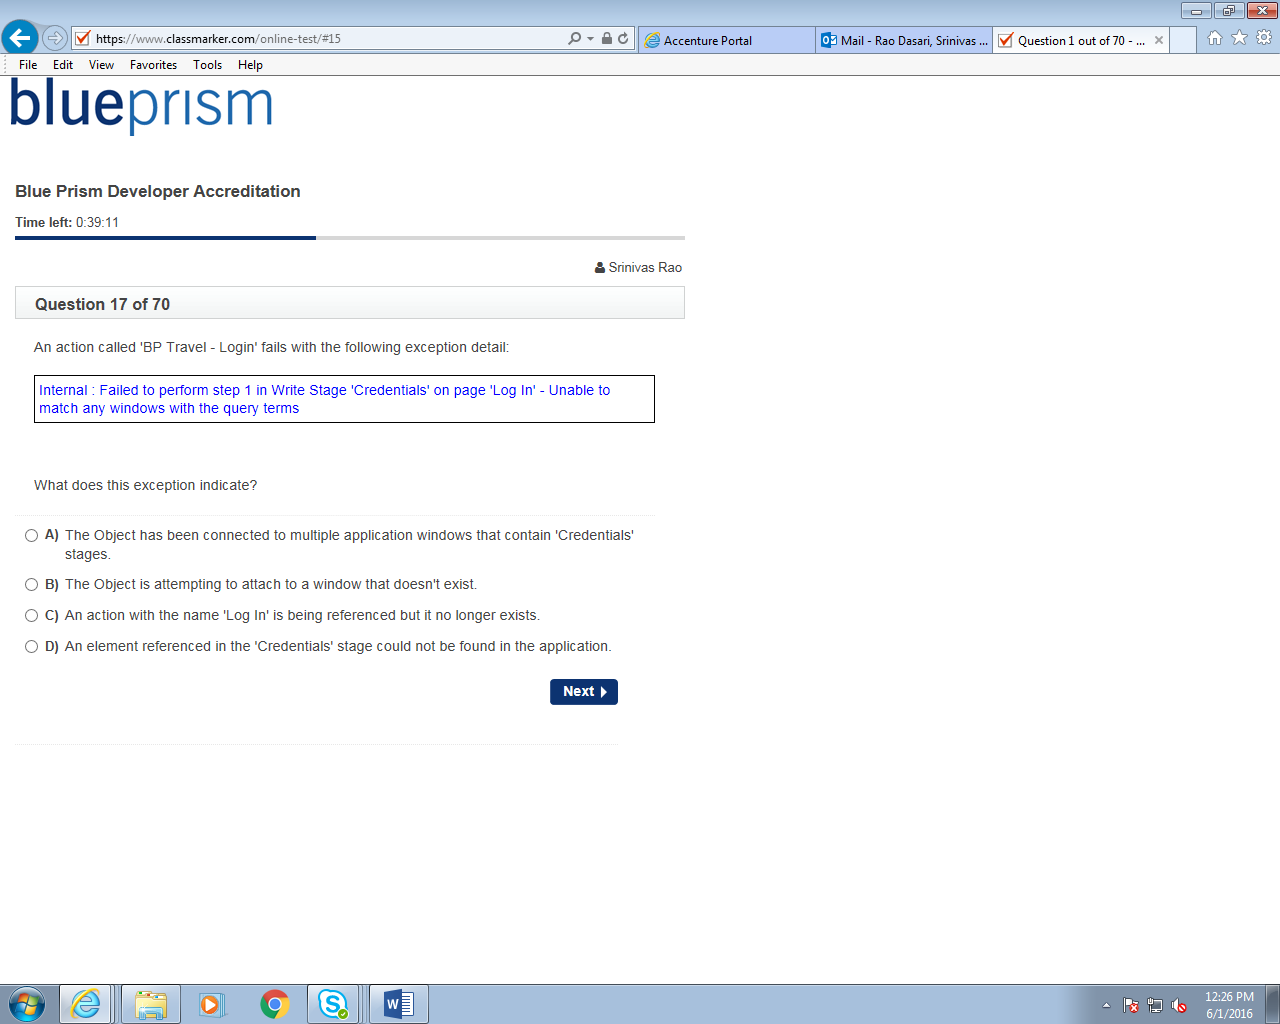 https://www.classmarker.com/online-test/#15
Accenture Portal
Mail - Rao Dasari, Srinivas ...
Question 1 out of 70 - ...
File Edit View Favorites Tools Help
blueprism
Blue Prism Developer Accreditation
Time left: 0:39:11
Srinivas Rao
Question 17 of 70
An action called 'BP Travel - Login' fails with the following exception detail:
Internal : Failed to perform step 1 in Write Stage 'Credentials' on page 'Log In' - Unable to
match any windows with the query terms
What does this exception indicate?
A) The Object has been connected to multiple application windows that contain 'Credentials'
stages.
B) The Object is attempting to attach to a window that doesn't exist.
C) An action with the name 'Log In' is being referenced but it no longer exists.
D) An element referenced in the 'Credentials' stage could not be found in the application.
Next
12:26 PM
6/1/2016